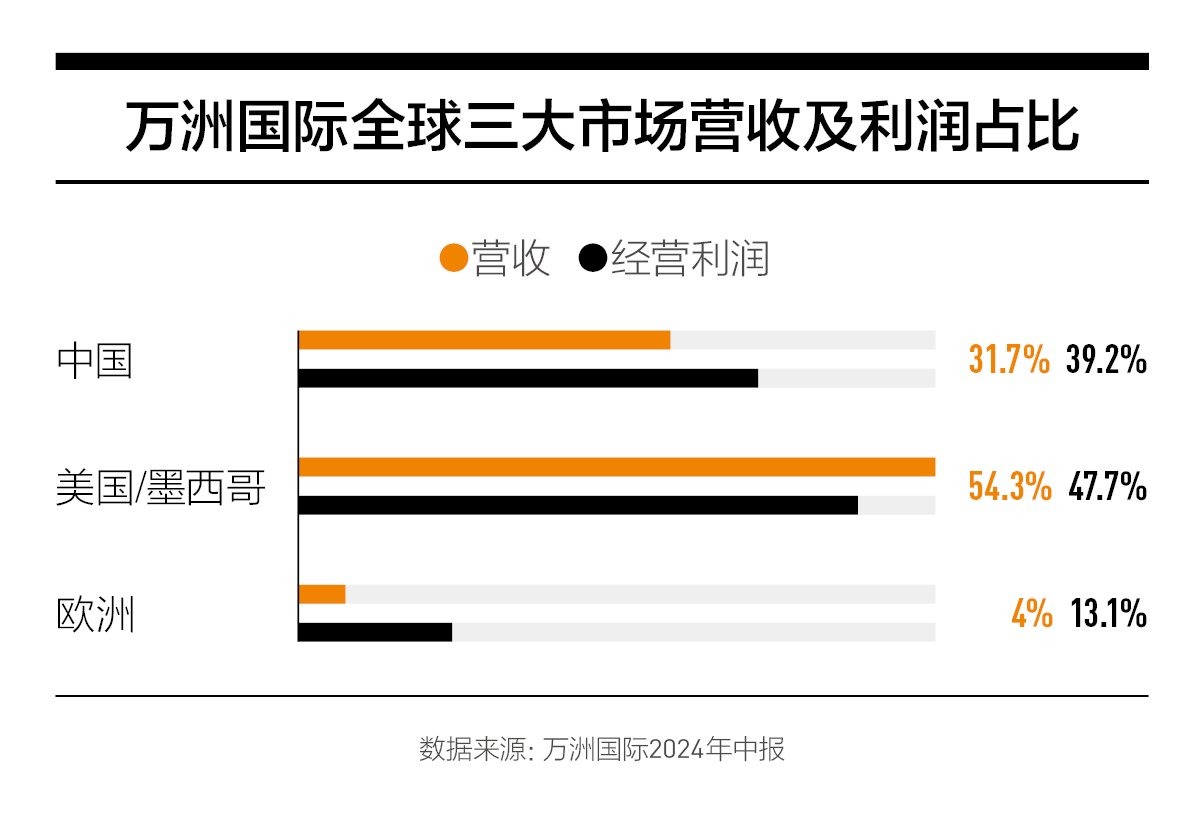 万洲国际全球三大市场营收及利润占比
营收 经营利润
中国 31.7% 39.2%
美国/墨西哥 54.3% 47.7%
欧洲 4% 13.1%
数据来源：万洲国际2024年中报